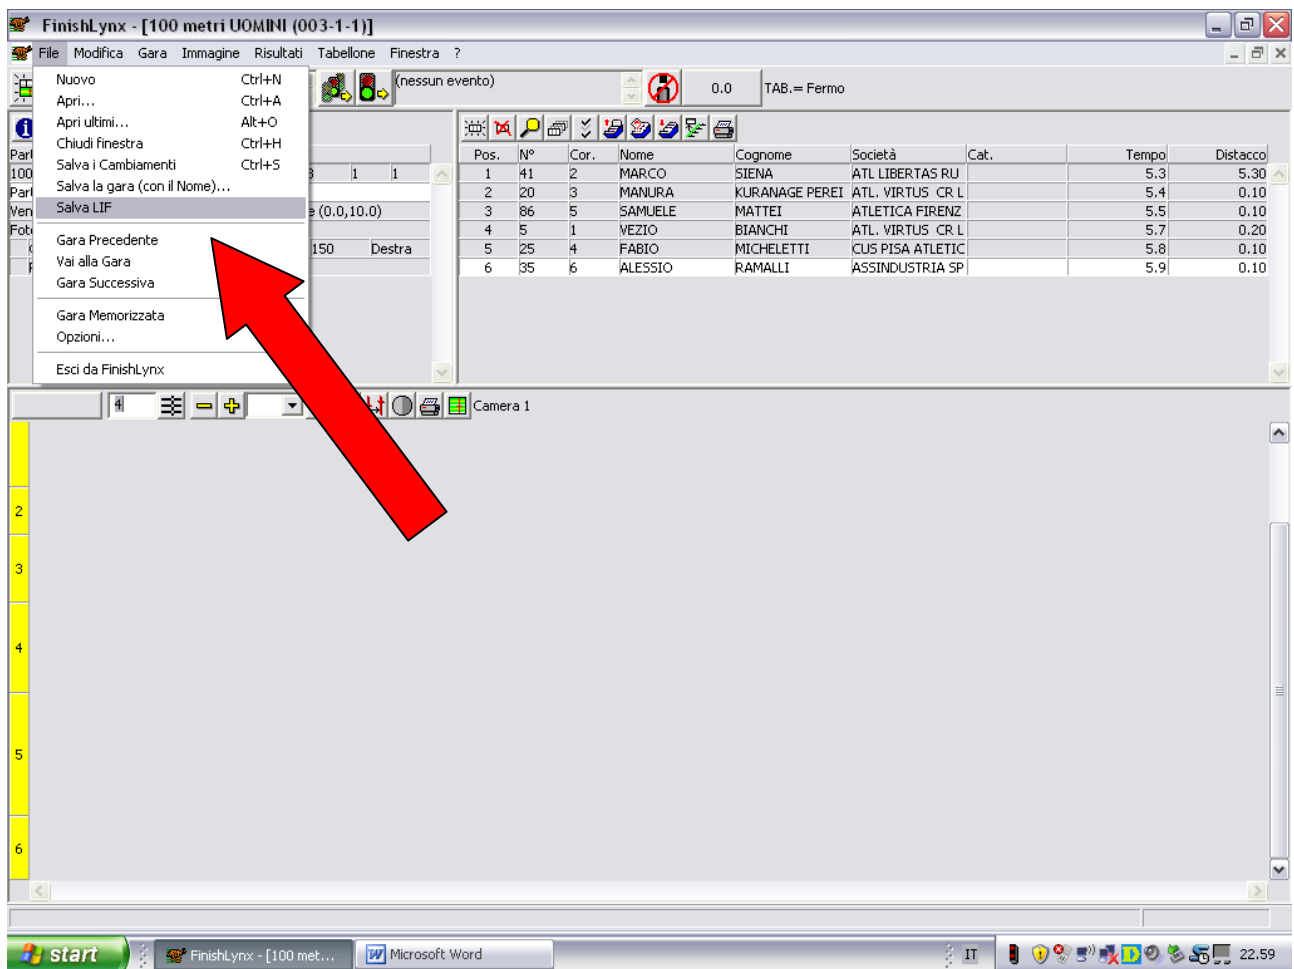 FinishLynx - [100 metri UOMINI (003-1-1)]
File Modifica Gara Immagine Risultati Tabellone Finestra ?
Nuovo Ctrl+N
Apri... Ctrl+A
Apri ultimi... Alt+O
Chiudi finestra Ctrl+H
Salva i Cambiamenti Ctrl+S
Salva la gara (con il Nome)...
Salva LIF
Gara Precedente
Vai alla Gara
Gara Successiva
Gara Memorizzata
Opzioni...
Esci da FinishLynx
(nessun evento) 0.0 TAB.= Fermo
100 1 1
(0.0,10.0)
150 Destra
Pos. N° Cor. Nome Cognome Società Cat. Tempo Distacco
1 41 2 MARCO SIENA ATL LIBERTAS RU 5.3 5.30
2 20 3 MANURA KURANAGE PEREI ATL. VIRTUS CR L 5.4 0.10
3 86 5 SAMUELE MATTEI ATLETICA FIRENZ 5.5 0.10
4 5 1 VEZIO BIANCHI ATL. VIRTUS CR L 5.7 0.20
5 25 4 FABIO MICHELETTI CUS PISA ATLETIC 5.8 0.10
6 35 6 ALESSIO RAMALLI ASSINDUSTRIA SP 5.9 0.10
4 Camera 1
2
3
4
5
6
start FinishLynx - [100 met... Microsoft Word IT 22.59